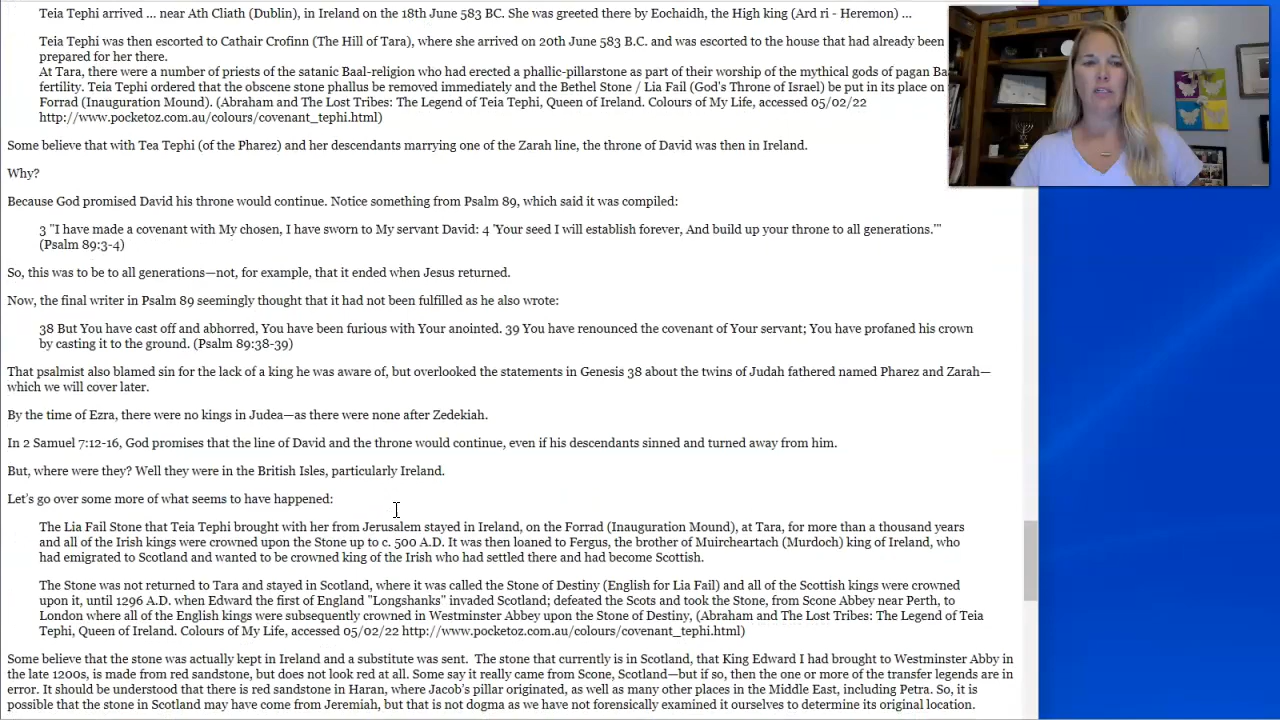 Teia Tephi arrived ... near Ath Cliath (Dublin), in Ireland on the 18th June 583 BC. She was greeted there by Eochaidh, the High king (Ard ri - Heremon) ...
Teia Tephi was then escorted to Cathair Crofinn (The Hill of Tara), where she arrived on 20th June 583 B.C. and was escorted to the house that had already been
prepared for her there.
At Tara, there were a number of priests of the satanic Baal-religion who had erected a phallic-pillarstone as part of their worship of the mythical gods of pagan Ba
fertility. Teia Tephi ordered that the obscene stone phallus be removed immediately and the Bethel Stone / Lia Fail (God's Throne of Israel) be put in its place on
Forrad (Inauguration Mound). (Abraham and The Lost Tribes: The Legend of Teia Tephi, Queen of Ireland. Colours of My Life, accessed 05/02/22
http://www.pocketoz.com.au/colours/covenant_tephi.html)
Some believe that with Tea Tephi (of the Pharez) and her descendants marrying one of the Zarah line, the throne of David was then in Ireland.
Why?
Because God promised David his throne would continue. Notice something from Psalm 89, which said it was compiled:
3 "I have made a covenant with My chosen, I have sworn to My servant David: 4 'Your seed I will establish forever, And build up your throne to all generations.'"
(Psalm 89:3-4)
So, this was to be to all generations—not, for example, that it ended when Jesus returned.
Now, the final writer in Psalm 89 seemingly thought that it had not been fulfilled as he also wrote:
38 But You have cast off and abhorred, You have been furious with Your anointed. 39 You have renounced the covenant of Your servant; You have profaned his crown
by casting it to the ground. (Psalm 89:38-39)
That psalmist also blamed sin for the lack of a king he was aware of, but overlooked the statements in Genesis 38 about the twins of Judah fathered named Pharez and Zarah—
which we will cover later.
By the time of Ezra, there were no kings in Judea—as there were none after Zedekiah.
In 2 Samuel 7:12-16, God promises that the line of David and the throne would continue, even if his descendants sinned and turned away from him.
But, where were they? Well they were in the British Isles, particularly Ireland.
Let's go over some more of what seems to have happened:
The Lia Fail Stone that Teia Tephi brought with her from Jerusalem stayed in Ireland, on the Forrad (Inauguration Mound), at Tara, for more than a thousand years
and all of the Irish kings were crowned upon the Stone up to c. 500 A.D. It was then loaned to Fergus, the brother of Muircheartach (Murdoch) king of Ireland, who
had emigrated to Scotland and wanted to be crowned king of the Irish who had settled there and had become Scottish.
The Stone was not returned to Tara and stayed in Scotland, where it was called the Stone of Destiny (English for Lia Fail) and all of the Scottish kings were crowned
upon it, until 1296 A.D. when Edward the first of England "Longshanks" invaded Scotland; defeated the Scots and took the Stone, from Scone Abbey near Perth, to
London where all of the English kings were subsequently crowned in Westminster Abbey upon the Stone of Destiny, (Abraham and The Lost Tribes: The Legend of Teia
Tephi, Queen of Ireland. Colours of My Life, accessed 05/02/22 http://www.pocketoz.com.au/colours/covenant_tephi.html)
Some believe that the stone was actually kept in Ireland and a substitute was sent.  The stone that currently is in Scotland, that King Edward I had brought to Westminster Abby in
the late 1200s, is made from red sandstone, but does not look red at all. Some say it really came from Scone, Scotland—but if so, then the one or more of the transfer legends are in
error. It should be understood that there is red sandstone in Haran, where Jacob's pillar originated, as well as many other places in the Middle East, including Petra. So, it is
possible that the stone in Scotland may have come from Jeremiah, but that is not dogma as we have not forensically examined it ourselves to determine its original location.